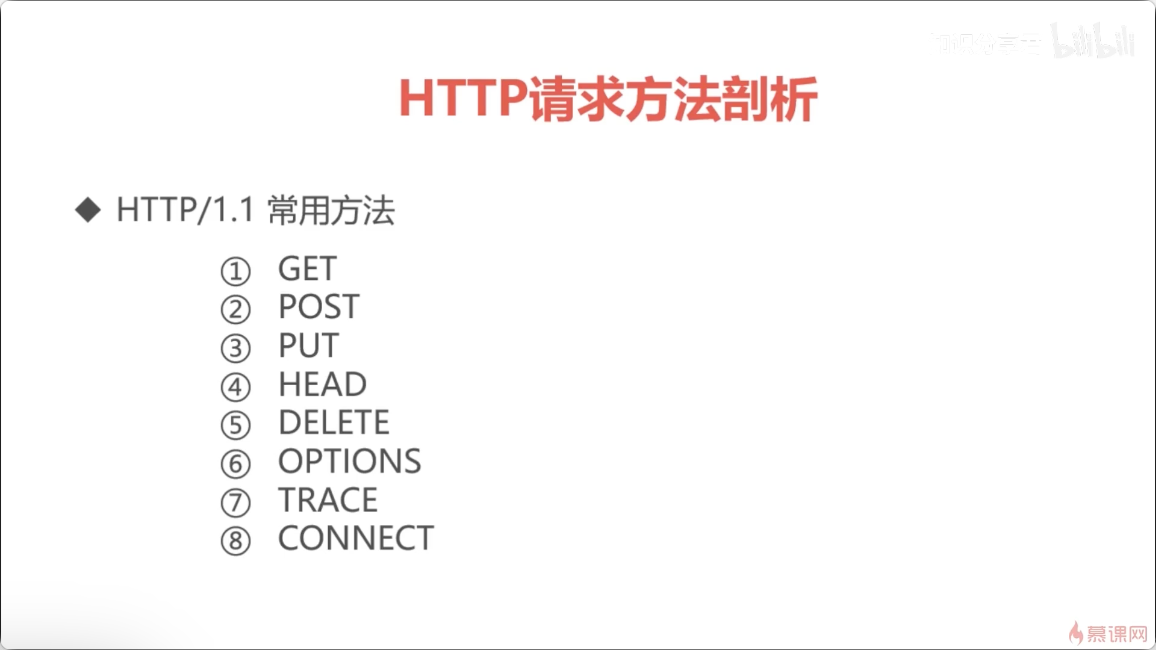 bilibili
HTTP请求方法剖析
◆ HTTP/1.1 常用方法
① GET
② POST
③ PUT
④ HEAD
⑤ DELETE
⑥ OPTIONS
⑦ TRACE
⑧ CONNECT
慕课网